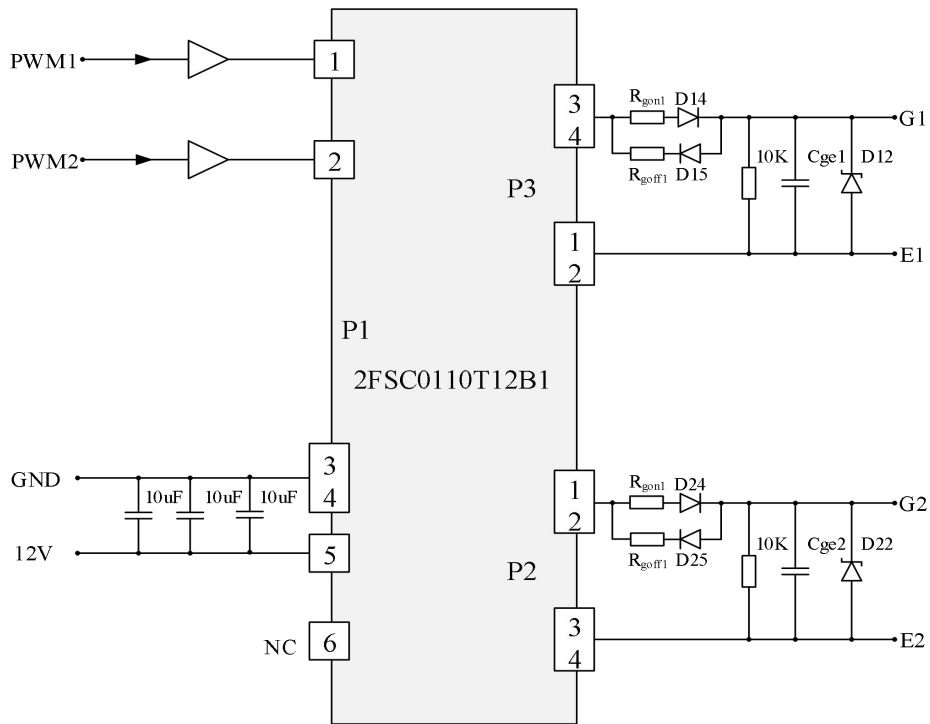 PWM1
1
PWM2
2
3
4
Rgon1 D14
G1
Rgoff1 D15
10K Cge1 D12
P3
1
2
E1
P1
2FSC0110T12B1
GND
3
4
10uF 10uF 10uF
12V
5
NC
6
1
2
Rgon1 D24
G2
Rgoff1 D25
10K Cge2 D22
P2
3
4
E2